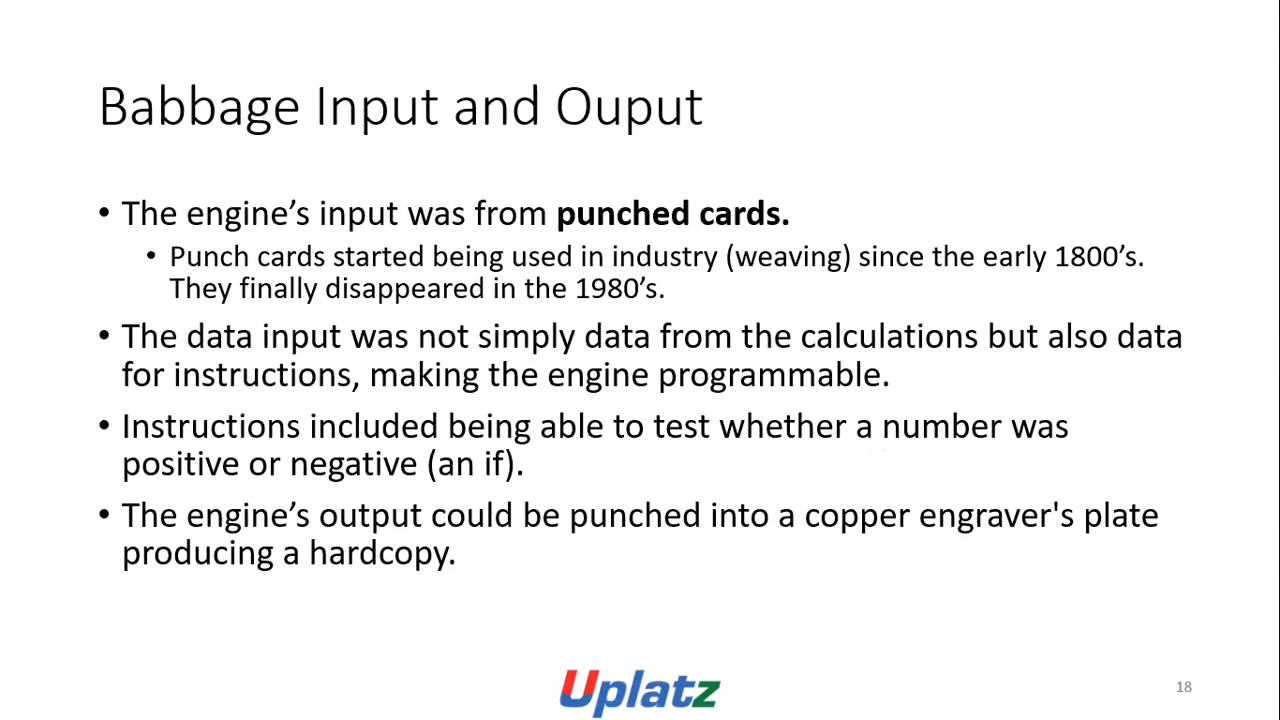 Babbage Input and Ouput
• The engine’s input was from punched cards.
• Punch cards started being used in industry (weaving) since the early 1800’s.
They finally disappeared in the 1980’s.
• The data input was not simply data from the calculations but also data
for instructions, making the engine programmable.
• Instructions included being able to test whether a number was
positive or negative (an if).
• The engine’s output could be punched into a copper engraver's plate
producing a hardcopy.
Uplatz
18